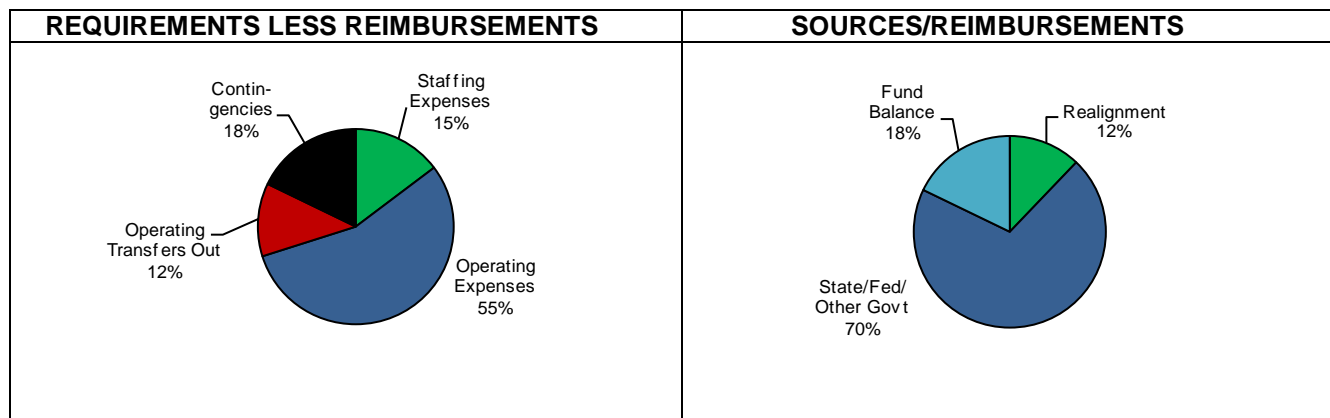 REQUIREMENTS LESS REIMBURSEMENTS
Contin-
gencies
18%
Staffing
Expenses
15%
Operating
Transfers Out
12%
Operating
Expenses
55%
SOURCES/REIMBURSEMENTS
Fund
Balance
18%
Realignment
12%
State/Fed/
Other Govt
70%